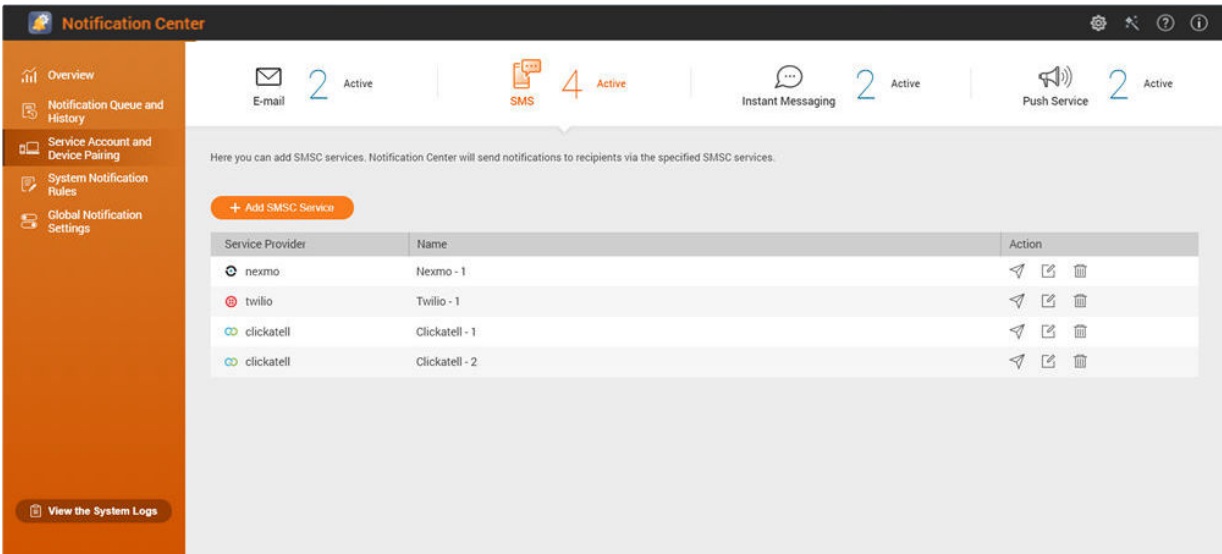 Notification Center
Overview
Notification Queue and
History
Service Account and
Device Pairing
System Notification
Rules
Global Notification
Settings
View the System Logs
E-mail 2 Active
SMS 4 Active
Instant Messaging 2 Active
Push Service 2 Active
Here you can add SMSC services. Notification Center will send notifications to recipients via the specified SMSC services.
+ Add SMSC Service
Service Provider Name Action
nexmo Nexmo - 1
twilio Twilio - 1
clickatell Clickatell - 1
clickatell Clickatell - 2